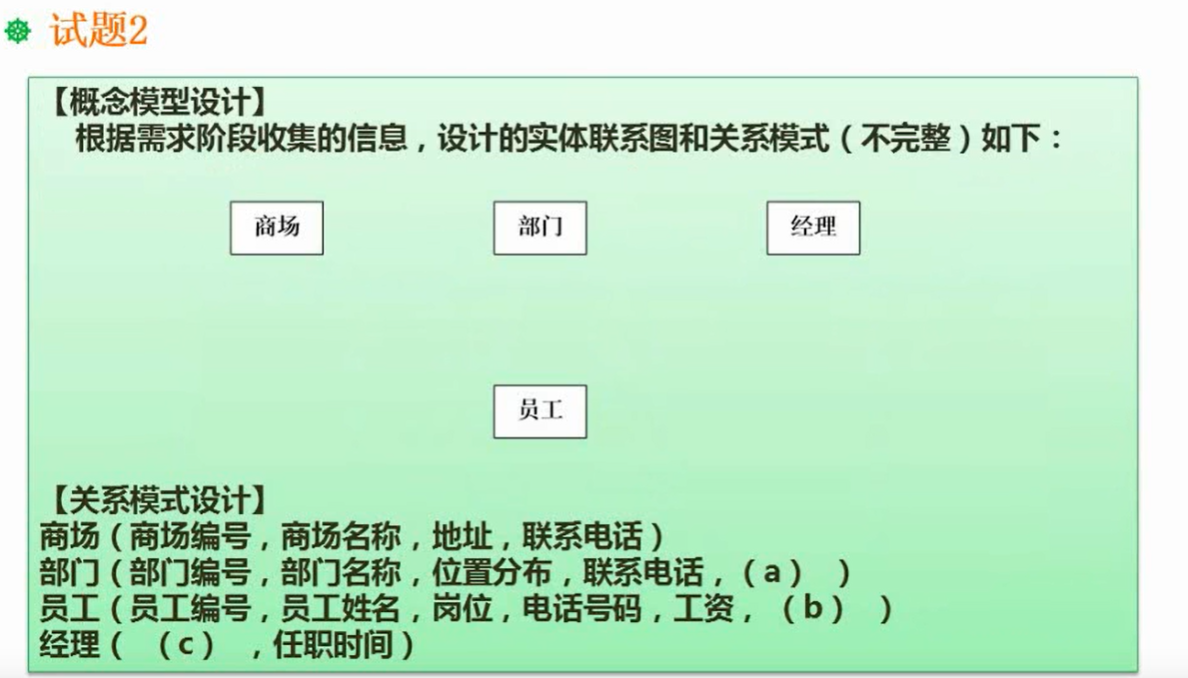 试题2
【概念模型设计】
根据需求阶段收集的信息，设计的实体联系图和关系模式（不完整）如下：
商场 部门 经理
员工
【关系模式设计】
商场（商场编号，商场名称，地址，联系电话）
部门（部门编号，部门名称，位置分布，联系电话，（a） ）
员工（员工编号，员工姓名，岗位，电话号码，工资，（b） ）
经理（ （c） ，任职时间）